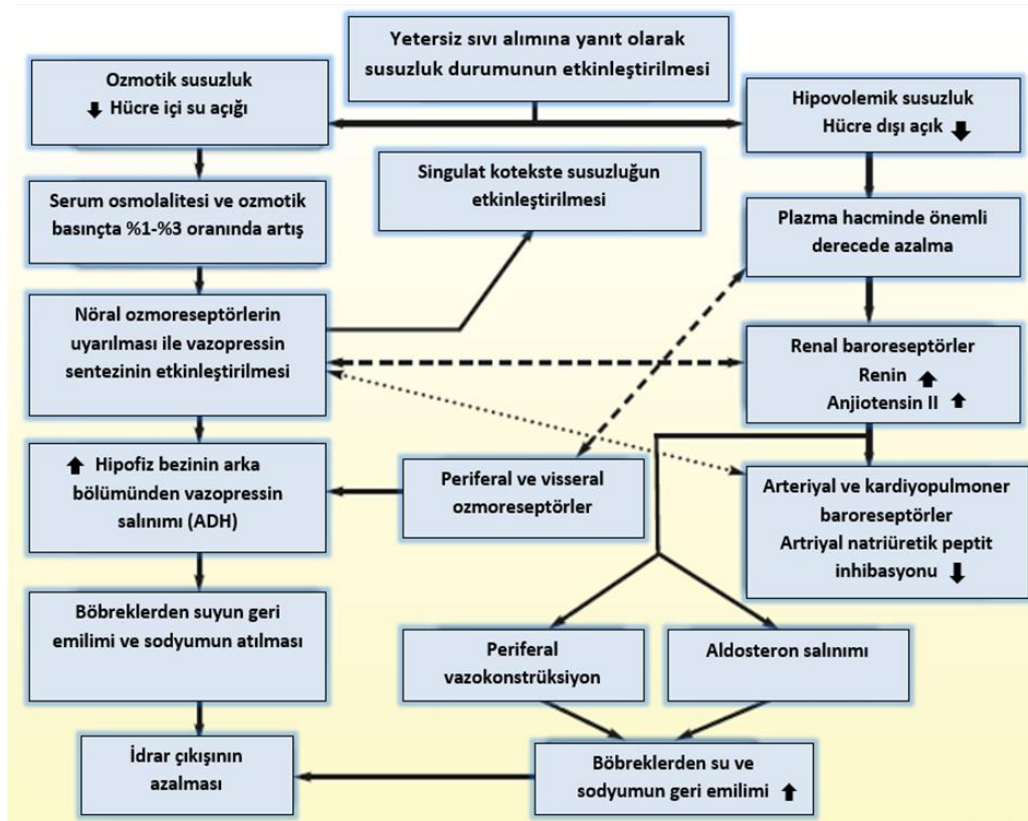 Yetersiz sıvı alımına yanıt olarak
susuzluk durumunun etkinleştirilmesi
Ozmotik susuzluk
Hücre içi su açığı
Hipovolemik susuzluk
Hücre dışı açık
Singulat kotekste susuzluğun
etkinleştirilmesi
Serum osmolalitesi ve ozmotik
basınçta %1-%3 oranında artış
Plazma hacminde önemli
derecede azalma
Nöral ozmoreseptörlerin
uyarılması ile vazopressin
sentezinin etkinleştirilmesi
Renal baroreseptörler
Renin
Anjiotensin II
Hipofiz bezinin arka
bölümünden vazopressin
salınımı (ADH)
Periferal ve visseral
ozmoreseptörler
Arteriyal ve kardiyopulmoner
baroreseptörler
Artriyal natriüretik peptit
inhibasyonu
Böbreklerden suyun geri
emilimi ve sodyumun atılması
Periferal
vazokonstrüksiyon
Aldosteron salınımı
İdrar çıkışının
azalması
Böbreklerden su ve
sodyumun geri emilimi